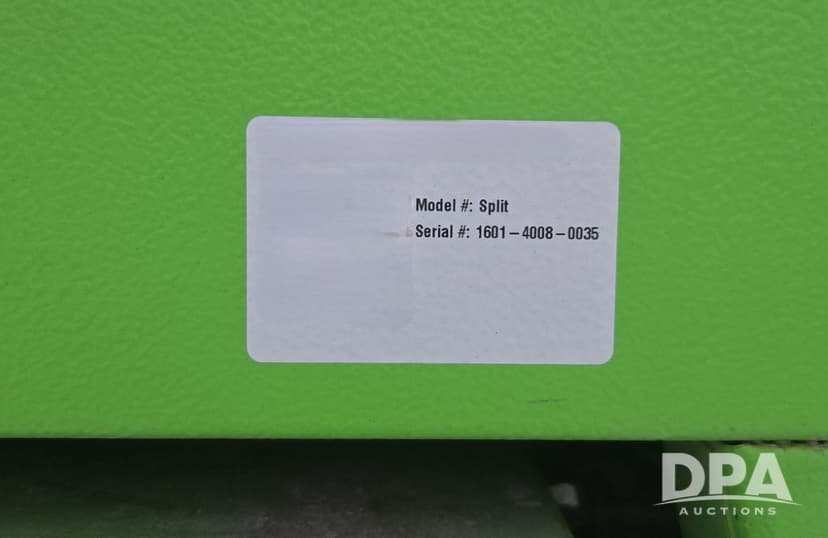 Model #: Split
Serial #: 1601-4008-0035
DPA
AUCTIONS